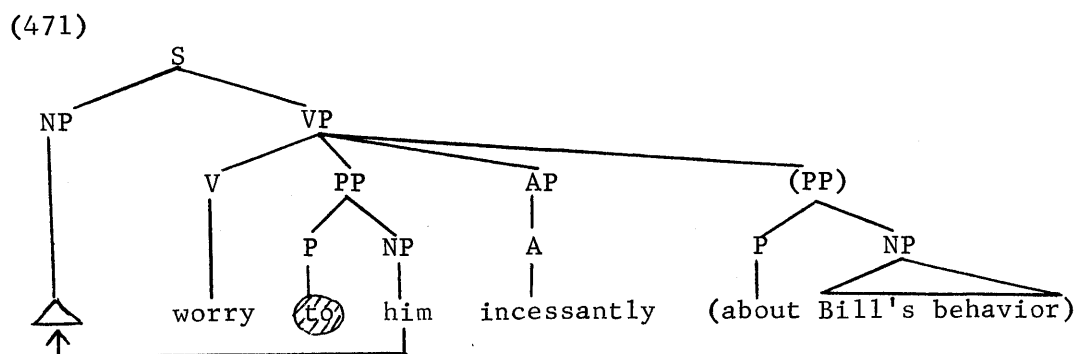 (471)
S
NP VP
V PP AP (PP)
P NP A P NP
worry to him incessantly (about Bill's behavior)